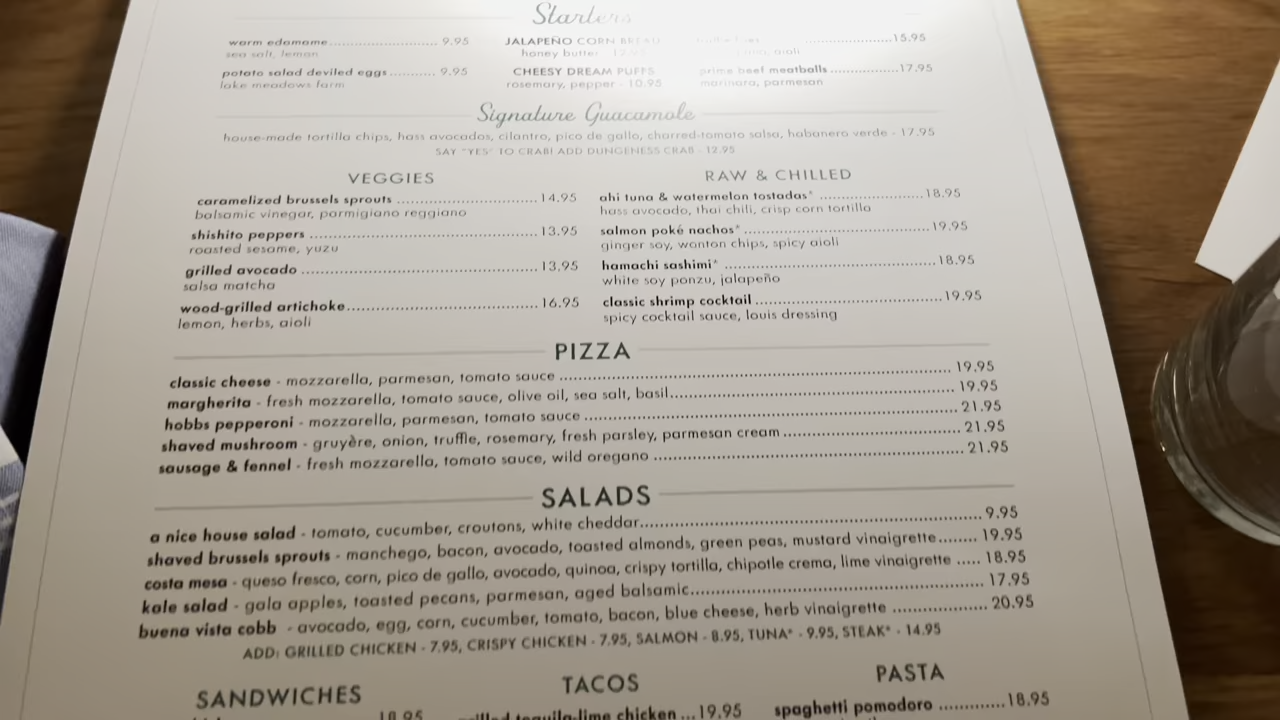 Starters
warm edamame 9.95
sea salt, lemon
JALAPEÑO CORN BREAD
honey butter - 12.95
15.95
aioli
potato salad deviled eggs 9.95
lake meadows farm
CHEESY DREAM PUFFS
rosemary, pepper - 10.95
prime beef meatballs 17.95
marinara, parmesan
Signature Guacamole
house-made tortilla chips, hass avocados, cilantro, pico de gallo, charred-tomato salsa, habanero verde - 17.95
SAY "YES" TO CRAB! ADD DUNGENESS CRAB - 12.95
VEGGIES
caramelized brussels sprouts 14.95
balsamic vinegar, parmigiano reggiano
shishito peppers 13.95
roasted sesame, yuzu
grilled avocado 13.95
salsa matcha
wood-grilled artichoke 16.95
lemon, herbs, aioli
RAW & CHILLED
ahi tuna & watermelon tostadas* 18.95
hass avocado, thai chili, crisp corn tortilla
salmon poké nachos* 19.95
ginger soy, wonton chips, spicy aioli
hamachi sashimi* 18.95
white soy ponzu, jalapeño
classic shrimp cocktail 19.95
spicy cocktail sauce, louis dressing
PIZZA
classic cheese - mozzarella, parmesan, tomato sauce 19.95
margherita - fresh mozzarella, tomato sauce, olive oil, sea salt, basil 19.95
hobbs pepperoni - mozzarella, parmesan, tomato sauce 21.95
shaved mushroom - gruyère, onion, truffle, rosemary, fresh parsley, parmesan cream 21.95
sausage & fennel - fresh mozzarella, tomato sauce, wild oregano 21.95
SALADS
a nice house salad - tomato, cucumber, croutons, white cheddar 9.95
shaved brussels sprouts - manchego, bacon, avocado, toasted almonds, green peas, mustard vinaigrette 19.95
costa mesa - queso fresco, corn, pico de gallo, avocado, quinoa, crispy tortilla, chipotle crema, lime vinaigrette 18.95
kale salad - gala apples, toasted pecans, parmesan, aged balsamic 17.95
buena vista cobb - avocado, egg, corn, cucumber, tomato, bacon, blue cheese, herb vinaigrette 20.95
ADD: GRILLED CHICKEN - 7.95, CRISPY CHICKEN - 7.95, SALMON - 8.95, TUNA* - 9.95, STEAK* - 14.95
SANDWICHES
TACOS
tequila-lime chicken 19.95
PASTA
spaghetti pomodoro 18.95